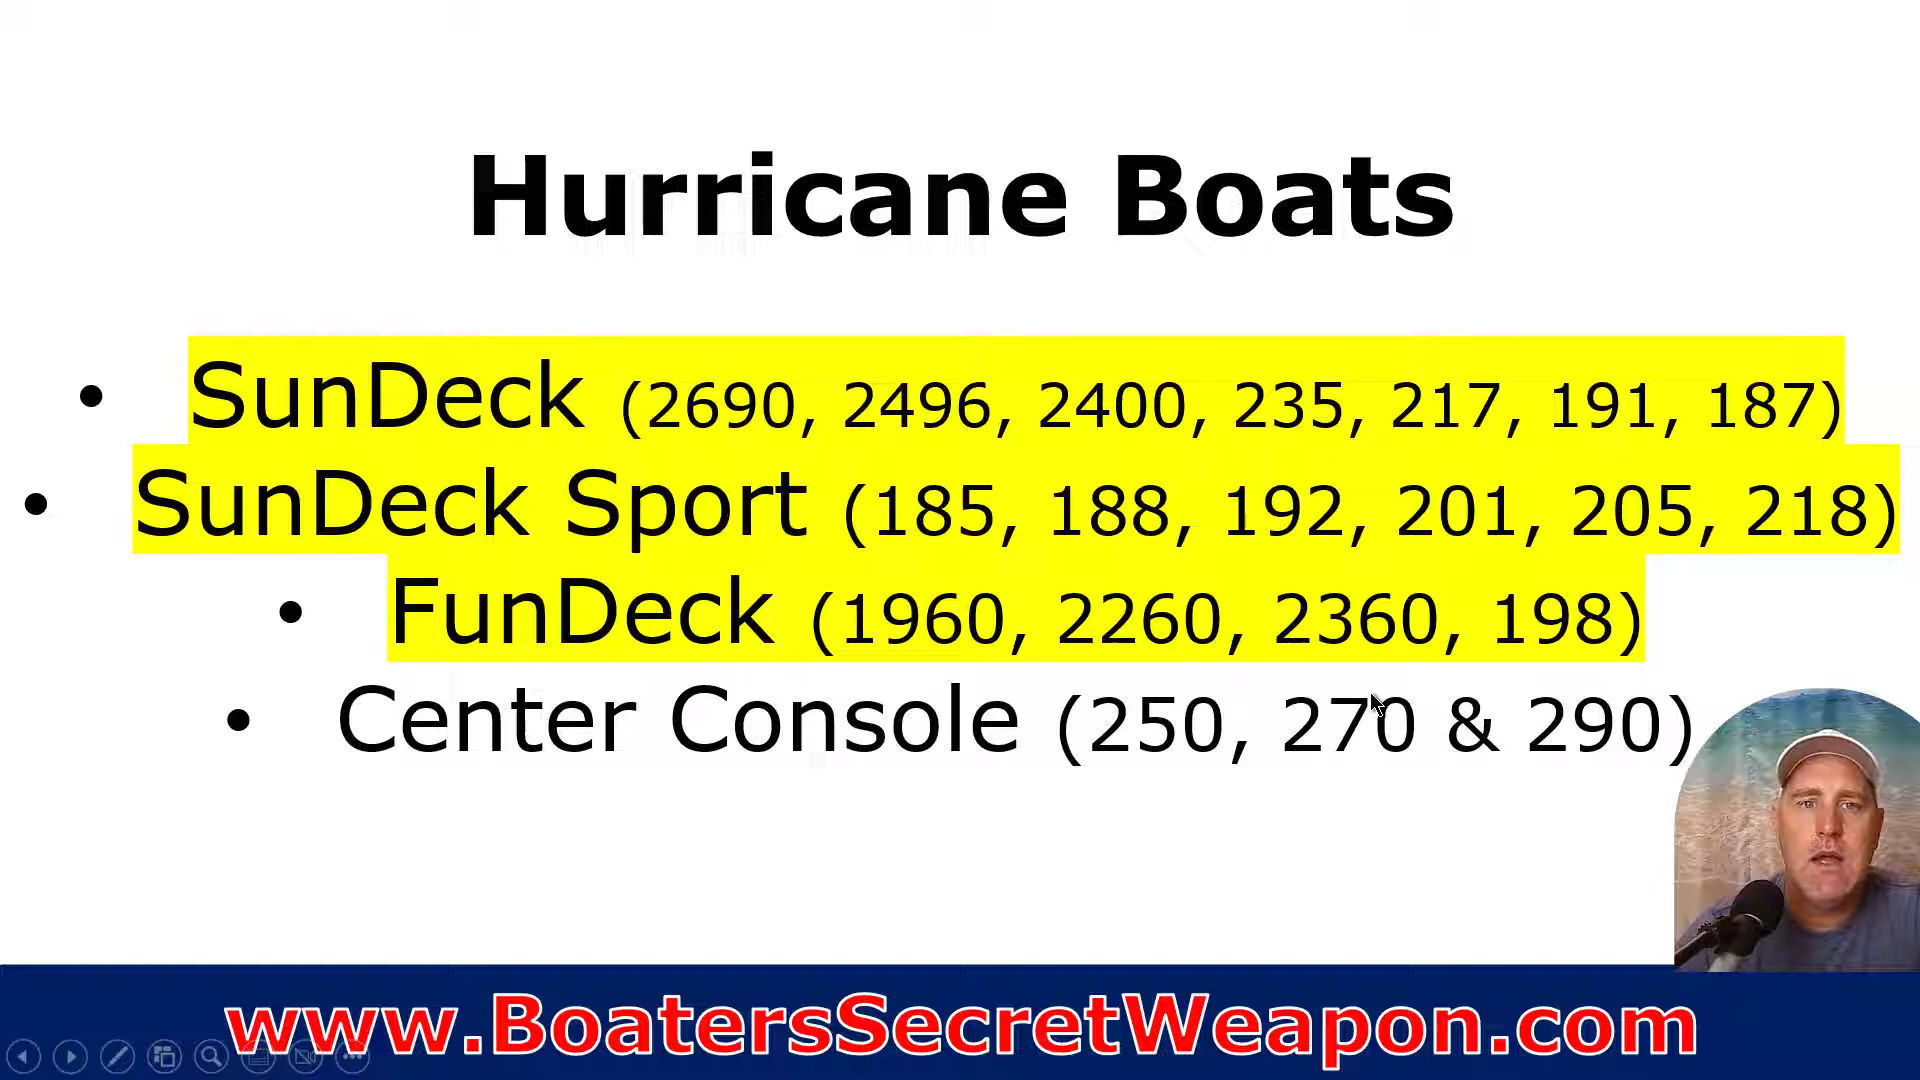 Hurricane Boats
• SunDeck (2690, 2496, 2400, 235, 217, 191, 187)
• SunDeck Sport (185, 188, 192, 201, 205, 218)
• FunDeck (1960, 2260, 2360, 198)
• Center Console (250, 270 & 290)
www.BoatersSecretWeapon.com